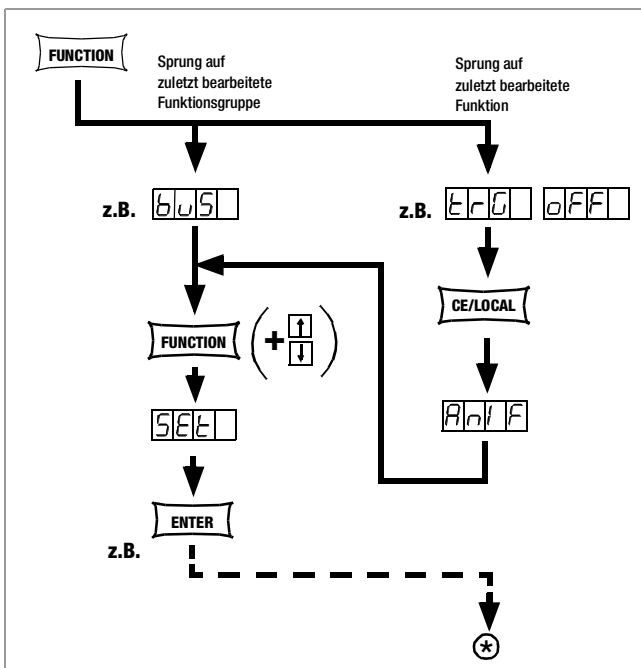 FUNCTION
Sprung auf
zuletzt bearbeitete
Funktionsgruppe
Sprung auf
zuletzt bearbeitete
Funktion
z.B. buS
z.B. trG oFF
CE/LOCAL
FUNCTION (+ ↑ ↓)
AnI F
SEt
ENTER
z.B.
*